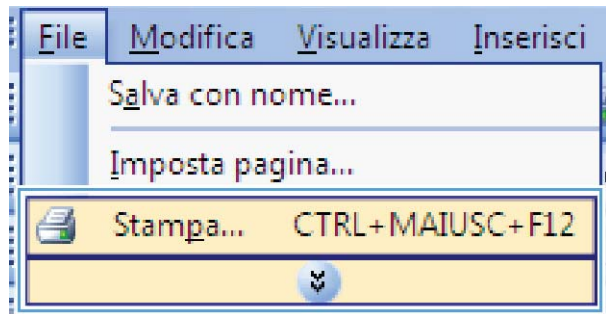 File Modifica Visualizza Inserisci
Salva con nome...
Imposta pagina...
Stampa... CTRL+MAIUSC+F12